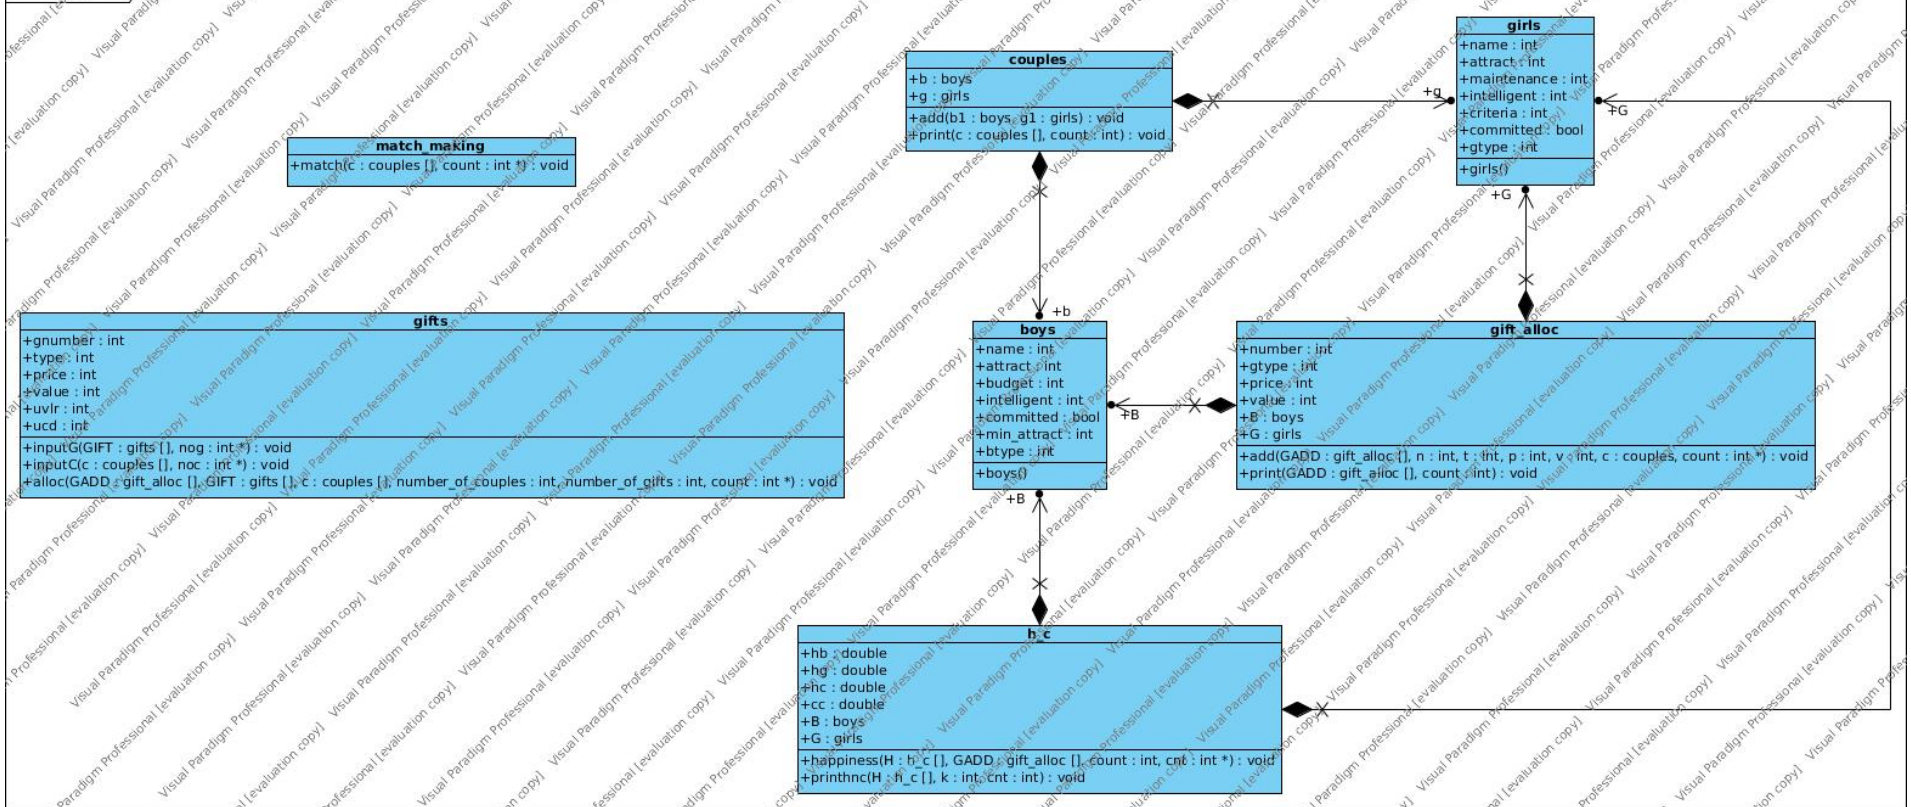 girls
+name : int
+attract : int
+maintenance : int
+intelligent : int
+criteria : int
+committed : bool
+gtype : int
+girls()
couples
+b : boys
+g : girls
+add(b1 : boys, g1 : girls) : void
+print(c : couples [], count : int) : void
+g
+G
+G
match_making
+match(c : couples [], count : int *) : void
+b
gifts
+gnumber : int
+type : int
+price : int
+value : int
+uvlr : int
+ucd : int
+inputG(GIFT : gifts [], nog : int *) : void
+inputC(c : couples [], noc : int *) : void
+alloc(GADD : gift_alloc [], GIFT : gifts [], c : couples [], number_of_couples : int, number_of_gifts : int, count : int *) : void
boys
+name : int
+attract : int
+budget : int
+intelligent : int
+committed : bool
+min_attract : int
+btype : int
+boys()
+B
+B
gift_alloc
+number : int
+gtype : int
+price : int
+value : int
+B : boys
+G : girls
+add(GADD : gift_alloc [], n : int, t : int, p : int, v : int, c : couples, count : int *) : void
+print(GADD : gift_alloc [], count : int) : void
h_c
+hb : double
+hg : double
+hc : double
+cc : double
+B : boys
+G : girls
+happiness(H : h_c [], GADD : gift_alloc [], count : int, cnt : int *) : void
+printhnc(H : h_c [], k : int, cnt : int) : void
Visual Paradigm Professional [evaluation copy]